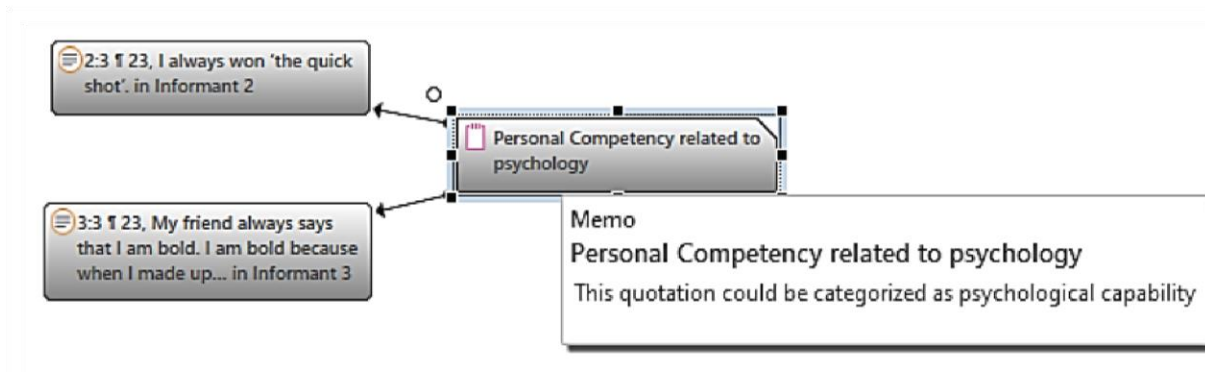 2:3 ¶ 23, I always won ‘the quick
shot’. in Informant 2
Personal Competency related to
psychology
3:3 ¶ 23, My friend always says
that I am bold. I am bold because
when I made up... in Informant 3
Memo
Personal Competency related to psychology
This quotation could be categorized as psychological capability